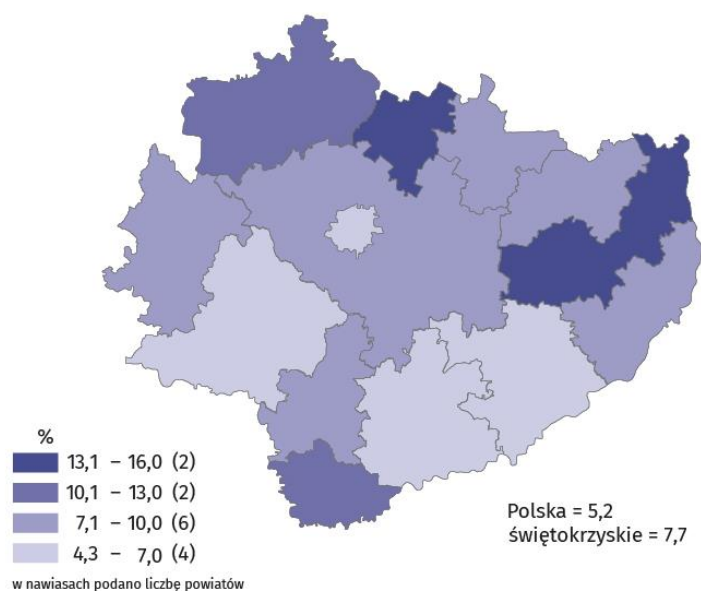 %
13,1 – 16,0 (2)
10,1 – 13,0 (2)
7,1 – 10,0 (6)
4,3 – 7,0 (4)
w nawiasach podano liczbę powiatów
Polska = 5,2
świętokrzyskie = 7,7